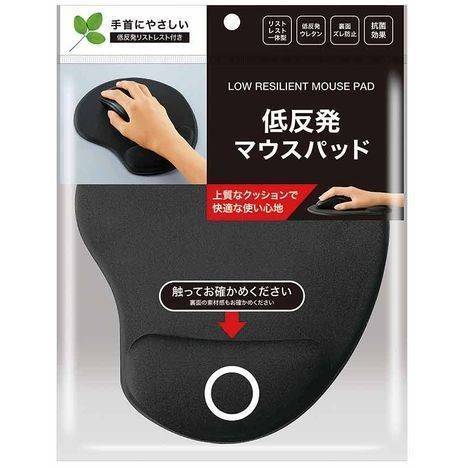 手首にやさしい
低反発リストレスト付き
リスト
レスト
一体型
低反発
ウレタン
裏面
ズレ防止
抗菌
効果
LOW RESILIENT MOUSE PAD
低反発
マウスパッド
上質なクッションで
快適な使い心地
触ってお確かめください
裏面の素材感もお確かめください